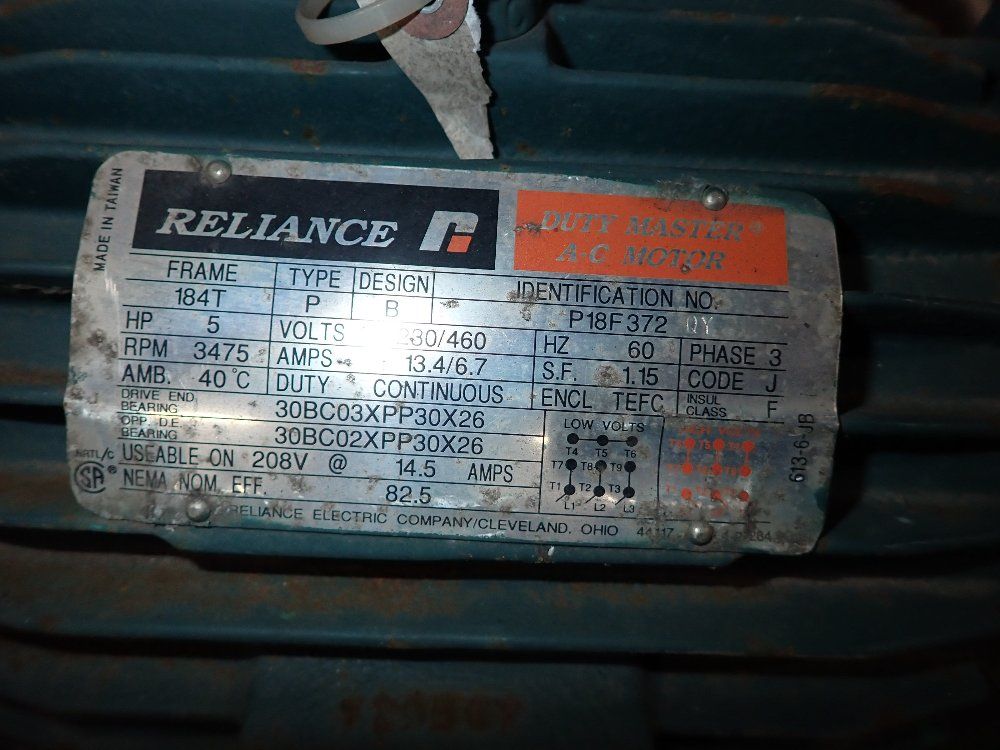 MADE IN TAIWAN
RELIANCE
DUTY MASTER®
A-C MOTOR
FRAME TYPE DESIGN IDENTIFICATION NO.
184T P B P18F372 QY
HP 5 VOLTS 230/460 HZ 60 PHASE 3
RPM 3475 AMPS 13.4/6.7 S.F. 1.15 CODE J
AMB. 40°C DUTY CONTINUOUS ENCL TEFC INSUL CLASS F
DRIVE END BEARING 30BC03XPP30X26
OPP. D.E. BEARING 30BC02XPP30X26
USEABLE ON 208V @ 14.5 AMPS
NEMA NOM. EFF. 82.5
NRTL/C
SA®
LOW VOLTS
T4 T5 T6
T7 T8 T9
T1 T2 T3
L1 L2 L3
613-6-JB
RELIANCE ELECTRIC COMPANY/CLEVELAND, OHIO